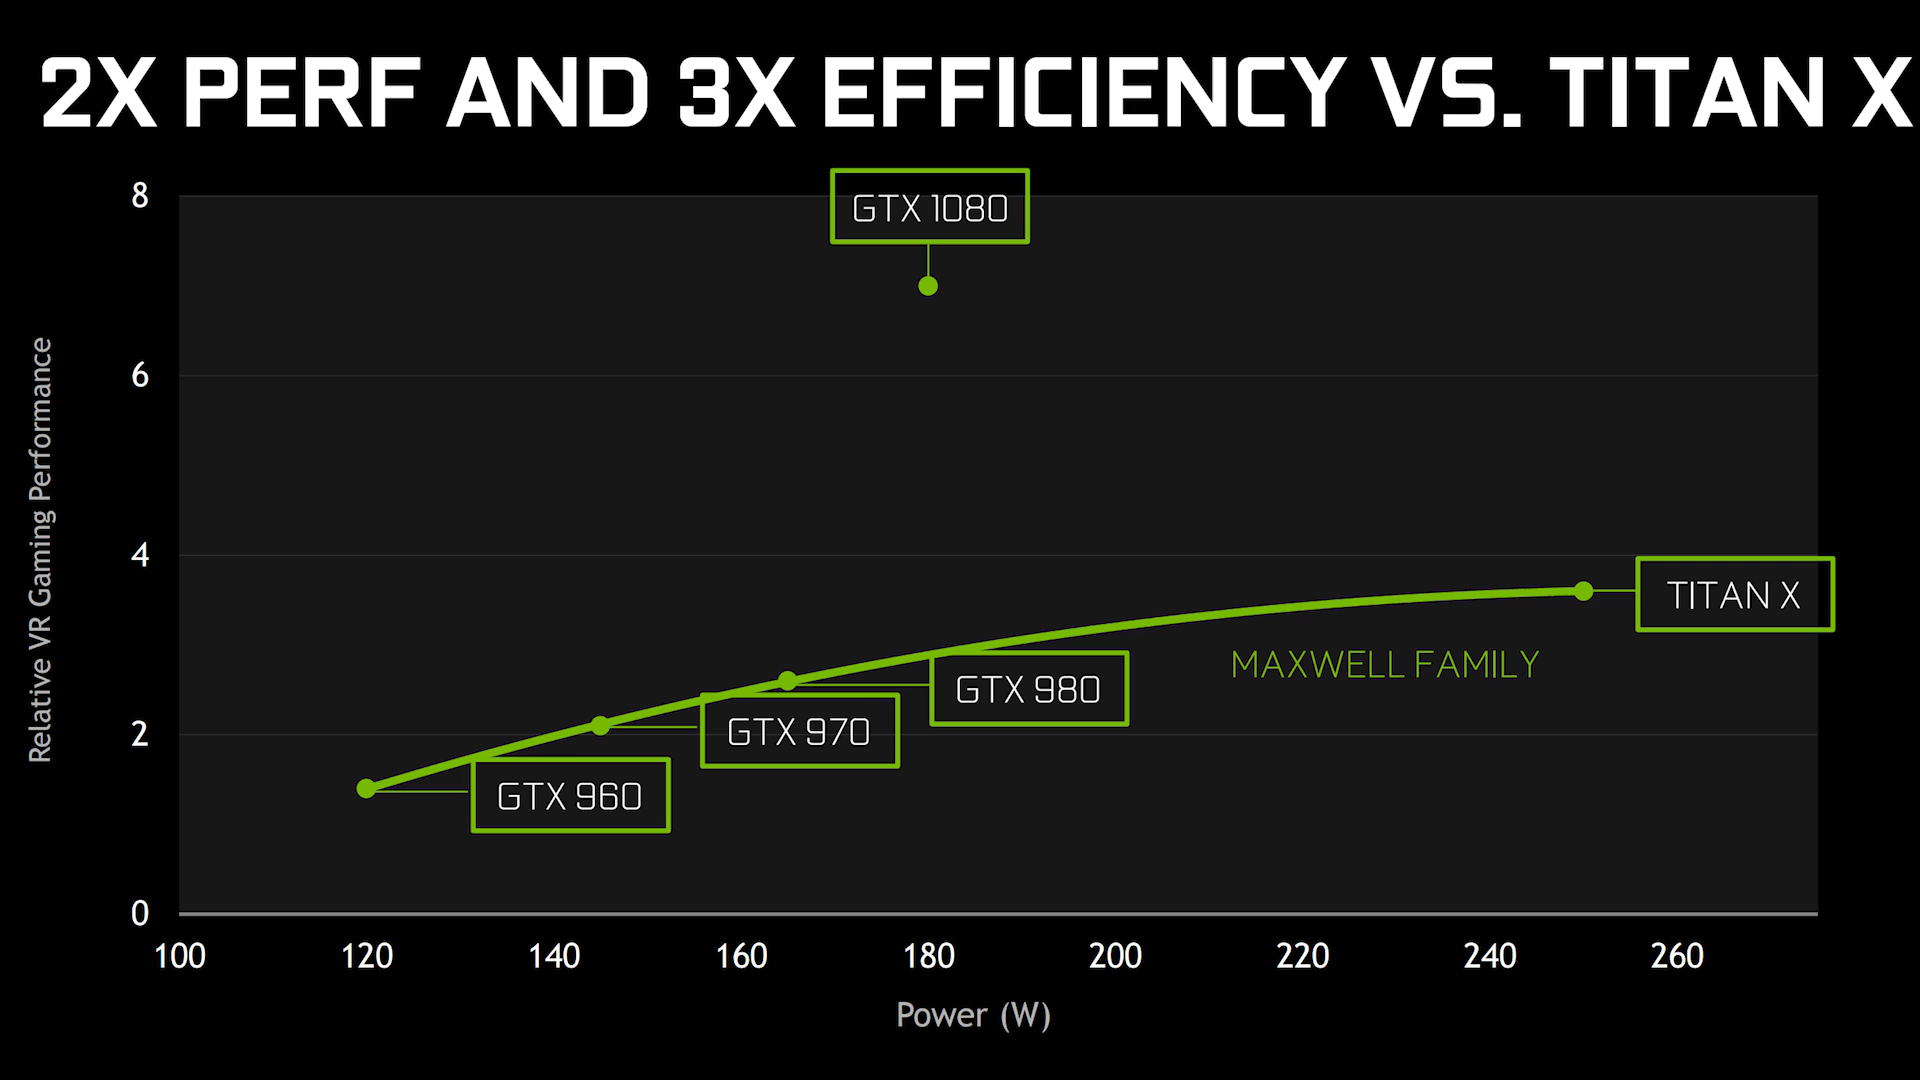 2X PERF AND 3X EFFICIENCY VS. TITAN X
Relative VR Gaming Performance
8
6
4
2
0
GTX 1080
TITAN X
MAXWELL FAMILY
GTX 980
GTX 970
GTX 960
100 120 140 160 180 200 220 240 260
Power (W)